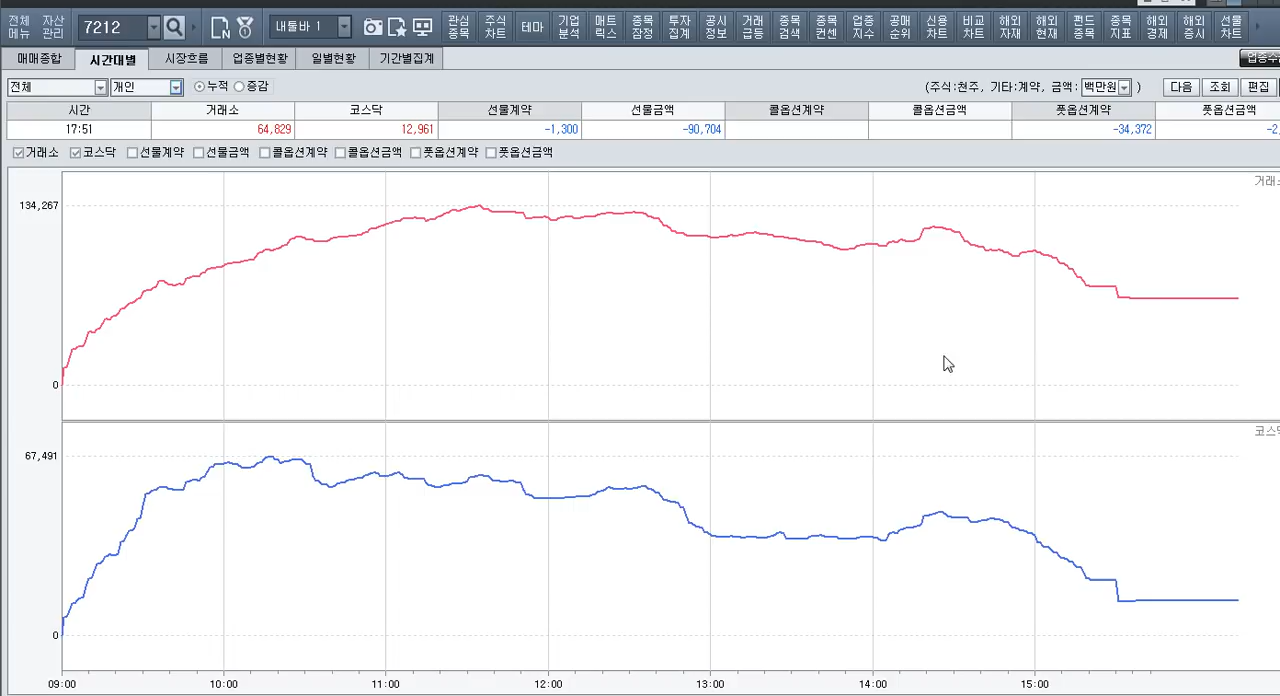 전체 메뉴 자산 관리 7212 N 내툴바 1 관심 종목 주식 차트 테마 기업 분석 매트 릭스 종목 잠정 투자 집계 공시 정보 거래 급등 종목 검색 종목 컨센 업종 지수 공매 순위 신용 차트 비교 차트 해외 자재 해외 현재 펀드 종목 종목 지표 해외 경제 해외 증시 선물 차트
매매종합 시간대별 시장흐름 업종별현황 일별현황 기간별집계 업종수
전체 개인 누적 증감 (주식:천주, 기타:계약, 금액: 백만원 ) 다음 조회 편집
시간 거래소 코스닥 선물계약 선물금액 콜옵션계약 콜옵션금액 풋옵션계약 풋옵션금액
17:51 64,829 12,961 -1,300 -90,704 -34,372 -2,
거래소 코스닥 선물계약 선물금액 콜옵션계약 콜옵션금액 풋옵션계약 풋옵션금액
거래소
134,267
0
코스닥
67,491
0
09:00 10:00 11:00 12:00 13:00 14:00 15:00